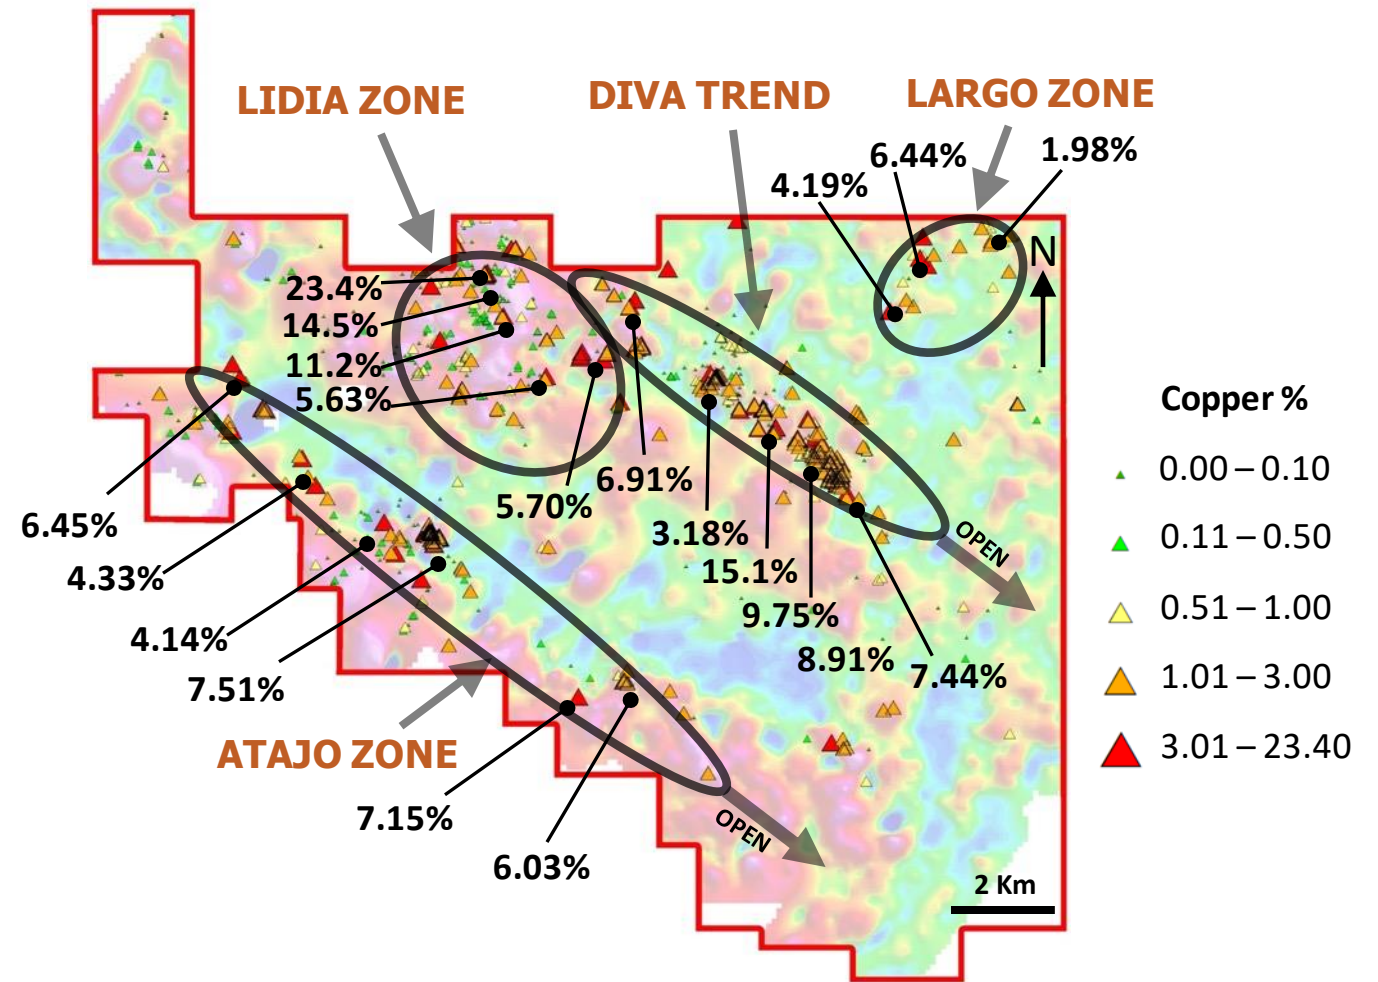 LIDIA ZONE
DIVA TREND
LARGO ZONE
6.44%
1.98%
4.19%
N
23.4%
14.5%
11.2%
5.63%
5.70%
6.91%
3.18%
15.1%
9.75%
8.91%
7.44%
OPEN
6.45%
4.33%
4.14%
7.51%
ATAJO ZONE
7.15%
6.03%
OPEN
2 Km
Copper %
0.00 – 0.10
0.11 – 0.50
0.51 – 1.00
1.01 – 3.00
3.01 – 23.40